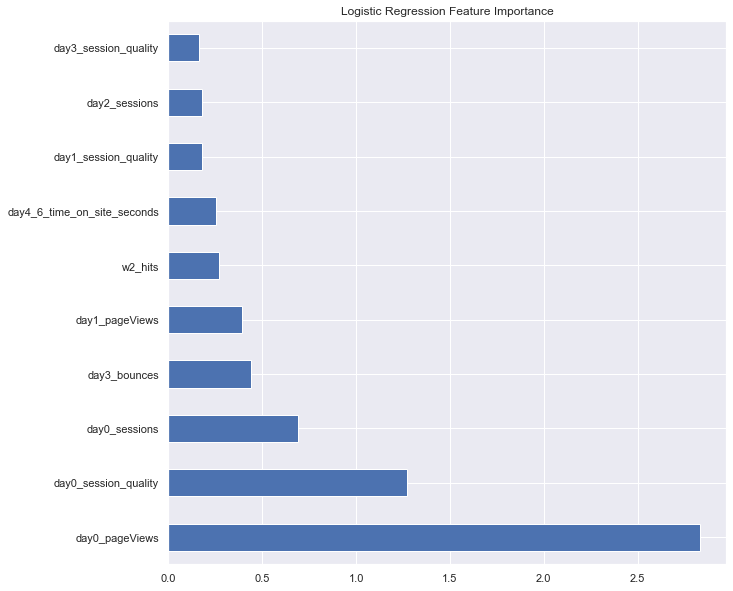 Logistic Regression Feature Importance
day3_session_quality
day2_sessions
day1_session_quality
day4_6_time_on_site_seconds
w2_hits
day1_pageViews
day3_bounces
day0_sessions
day0_session_quality
day0_pageViews
0.0 0.5 1.0 1.5 2.0 2.5